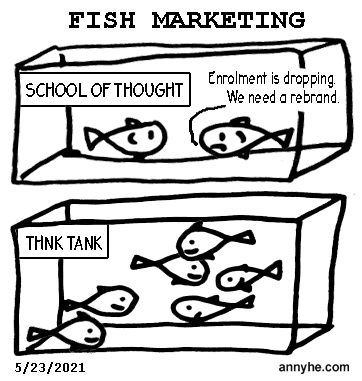 FISH MARKETING
SCHOOL OF THOUGHT
Enrolment is dropping.
We need a rebrand.
THNK TANK
5/23/2021
annyhe.com